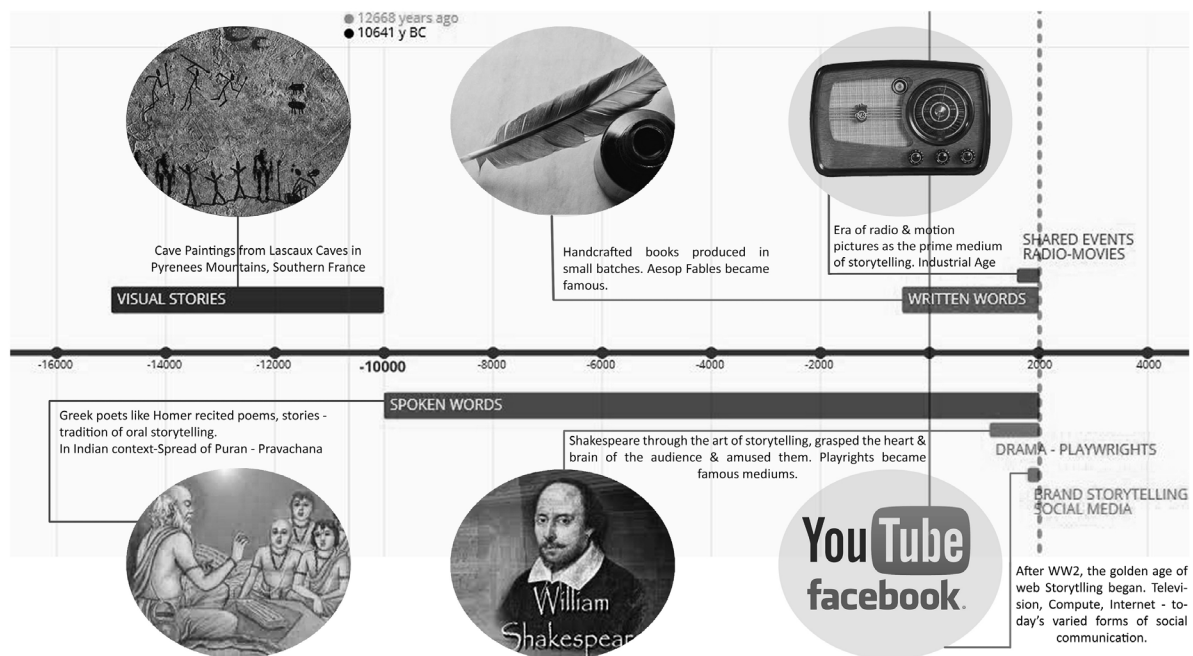 12668 years ago
10641 y BC
Cave Paintings from Lascaux Caves in
Pyrenees Mountains, Southern France
Handcrafted books produced in
small batches. Aesop Fables became
famous.
Era of radio & motion
pictures as the prime medium
of storytelling. Industrial Age
SHARED EVENTS
RADIO-MOVIES
VISUAL STORIES
WRITTEN WORDS
-16000 -14000 -12000 -10000 -8000 -6000 -4000 -2000 0 2000 4000
SPOKEN WORDS
Greek poets like Homer recited poems, stories -
tradition of oral storytelling.
In Indian context-Spread of Puran - Pravachana
Shakespeare through the art of storytelling, grasped the heart &
brain of the audience & amused them. Playrights became
famous mediums.
DRAMA - PLAYWRIGHTS
BRAND STORYTELLING
SOCIAL MEDIA
William
Shakespear
YouTube
facebook.
After WW2, the golden age of
web Storytlling began. Televi-
sion, Compute, Internet - to-
day's varied forms of social
communication.